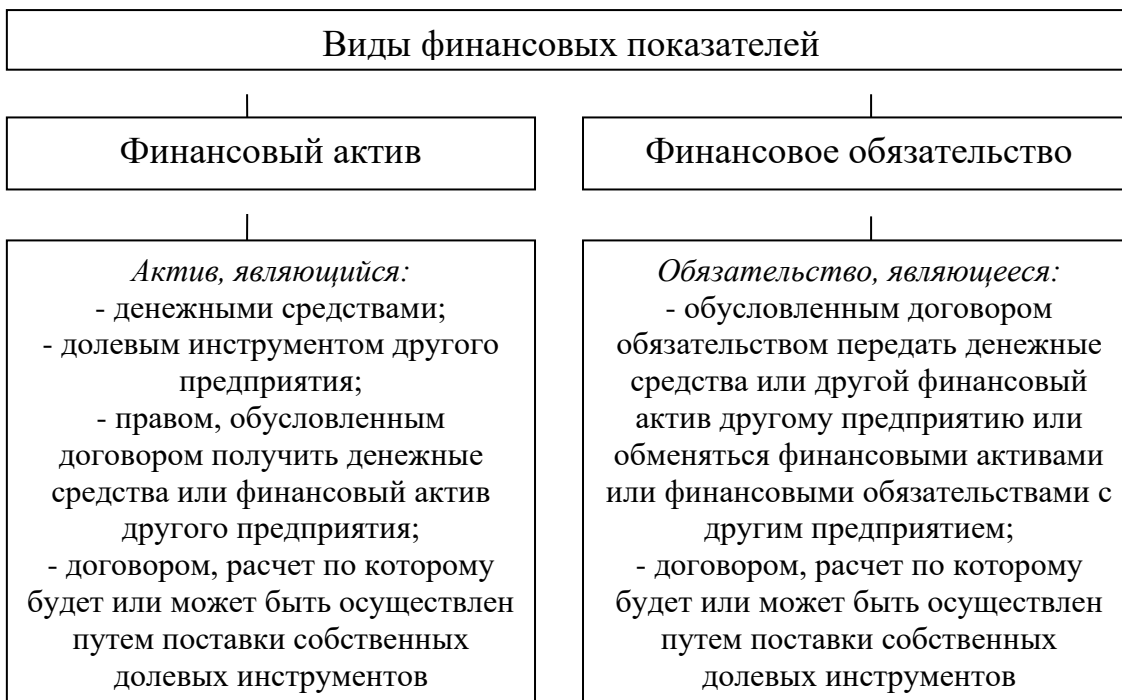 Виды финансовых показателей
Финансовый актив
Финансовое обязательство
Актив, являющийся:
- денежными средствами;
- долевым инструментом другого
предприятия;
- правом, обусловленным
договором получить денежные
средства или финансовый актив
другого предприятия;
- договором, расчет по которому
будет или может быть осуществлен
путем поставки собственных
долевых инструментов
Обязательство, являющееся:
- обусловленным договором
обязательством передать денежные
средства или другой финансовый
актив другому предприятию или
обменяться финансовыми активами
или финансовыми обязательствами с
другим предприятием;
- договором, расчет по которому
будет или может быть осуществлен
путем поставки собственных
долевых инструментов